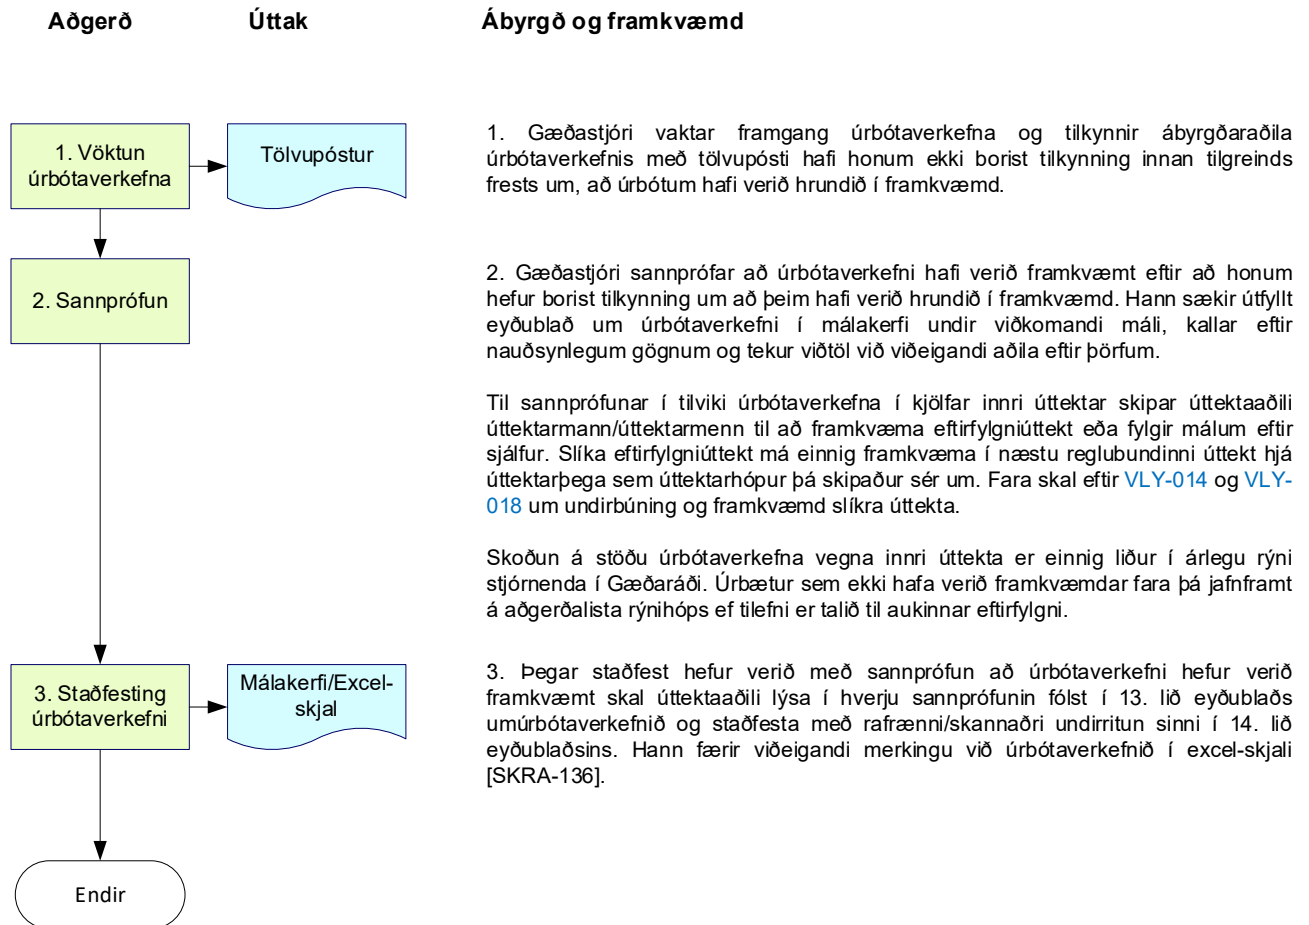 Aðgerð
Úttak
Ábyrgð og framkvæmd
1. Vöktun
úrbótaverkefna
Tölvupóstur
1. Gæðastjóri vaktar framgang úrbótaverkefna og tilkynnir ábyrgðaraðila
úrbótaverkefnis með tölvupósti hafi honum ekki borist tilkynning innan tilgreinds
frests um, að úrbótum hafi verið hrundið í framkvæmd.
2. Sannprófun
2. Gæðastjóri sannprófar að úrbótaverkefni hafi verið framkvæmt eftir að honum
hefur borist tilkynning um að þeim hafi verið hrundið í framkvæmd. Hann sækir útfyllt
eyðublað um úrbótaverkefni í málakerfi undir viðkomandi máli, kallar eftir
nauðsynlegum gögnum og tekur viðtöl við viðeigandi aðila eftir þörfum.
Til sannprófunar í tilviki úrbótaverkefna í kjölfar innri úttektar skipar úttektaaðili
úttektarmann/úttektarmenn til að framkvæma eftirfylgniúttekt eða fylgir málum eftir
sjálfur. Slíka eftirfylgniúttekt má einnig framkvæma í næstu reglubundinni úttekt hjá
úttektarþega sem úttektarhópur þá skipaður sér um. Fara skal eftir VLY-014 og VLY-
018 um undirbúning og framkvæmd slíkra úttekta.
Skoðun á stöðu úrbótaverkefna vegna innri úttekta er einnig liður í árlegu rýni
stjórnenda í Gæðaráði. Úrbætur sem ekki hafa verið framkvæmdar fara þá jafnframt
á aðgerðalista rýnihóps ef tilefni er talið til aukinnar eftirfylgni.
3. Staðfesting
úrbótaverkefni
Málakerfi/Excel-
skjal
3. Þegar staðfest hefur verið með sannprófun að úrbótaverkefni hefur verið
framkvæmt skal úttektaaðili lýsa í hverju sannprófunin fólst í 13. lið eyðublaðs
umúrbótaverkefnið og staðfesta með rafrænni/skannaðri undirritun sinni í 14. lið
eyðublaðsins. Hann færir viðeigandi merkingu við úrbótaverkefnið í excel-skjali
[SKRA-136].
Endir